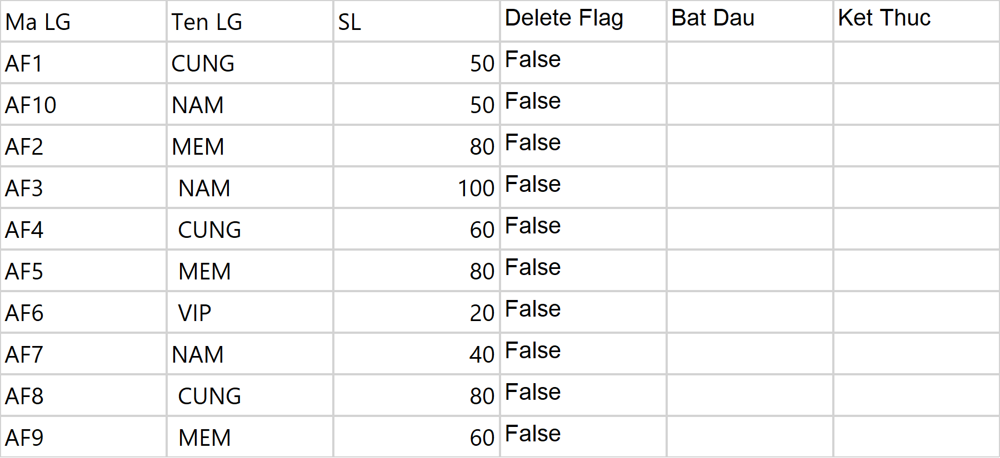 Ma LG Ten LG SL Delete Flag Bat Dau Ket Thuc
AF1 CUNG 50 False
AF10 NAM 50 False
AF2 MEM 80 False
AF3 NAM 100 False
AF4 CUNG 60 False
AF5 MEM 80 False
AF6 VIP 20 False
AF7 NAM 40 False
AF8 CUNG 80 False
AF9 MEM 60 False